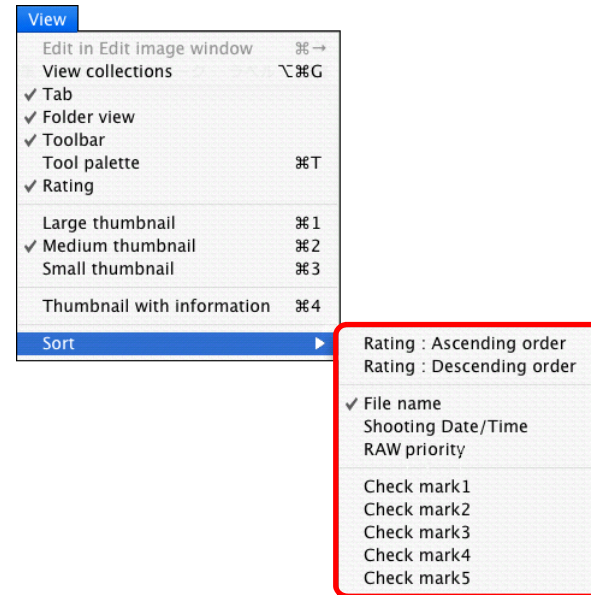 View
Edit in Edit image window ⌘→
View collections ⌥⌘G
✓ Tab
✓ Folder view
✓ Toolbar
Tool palette ⌘T
✓ Rating
Large thumbnail ⌘1
✓ Medium thumbnail ⌘2
Small thumbnail ⌘3
Thumbnail with information ⌘4
Sort ▶
Rating : Ascending order
Rating : Descending order
✓ File name
Shooting Date/Time
RAW priority
Check mark1
Check mark2
Check mark3
Check mark4
Check mark5